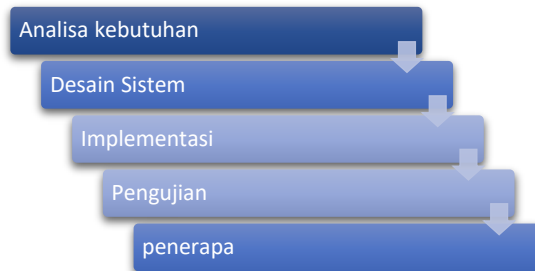 Analisa kebutuhan
Desain Sistem
Implementasi
Pengujian
penerapa